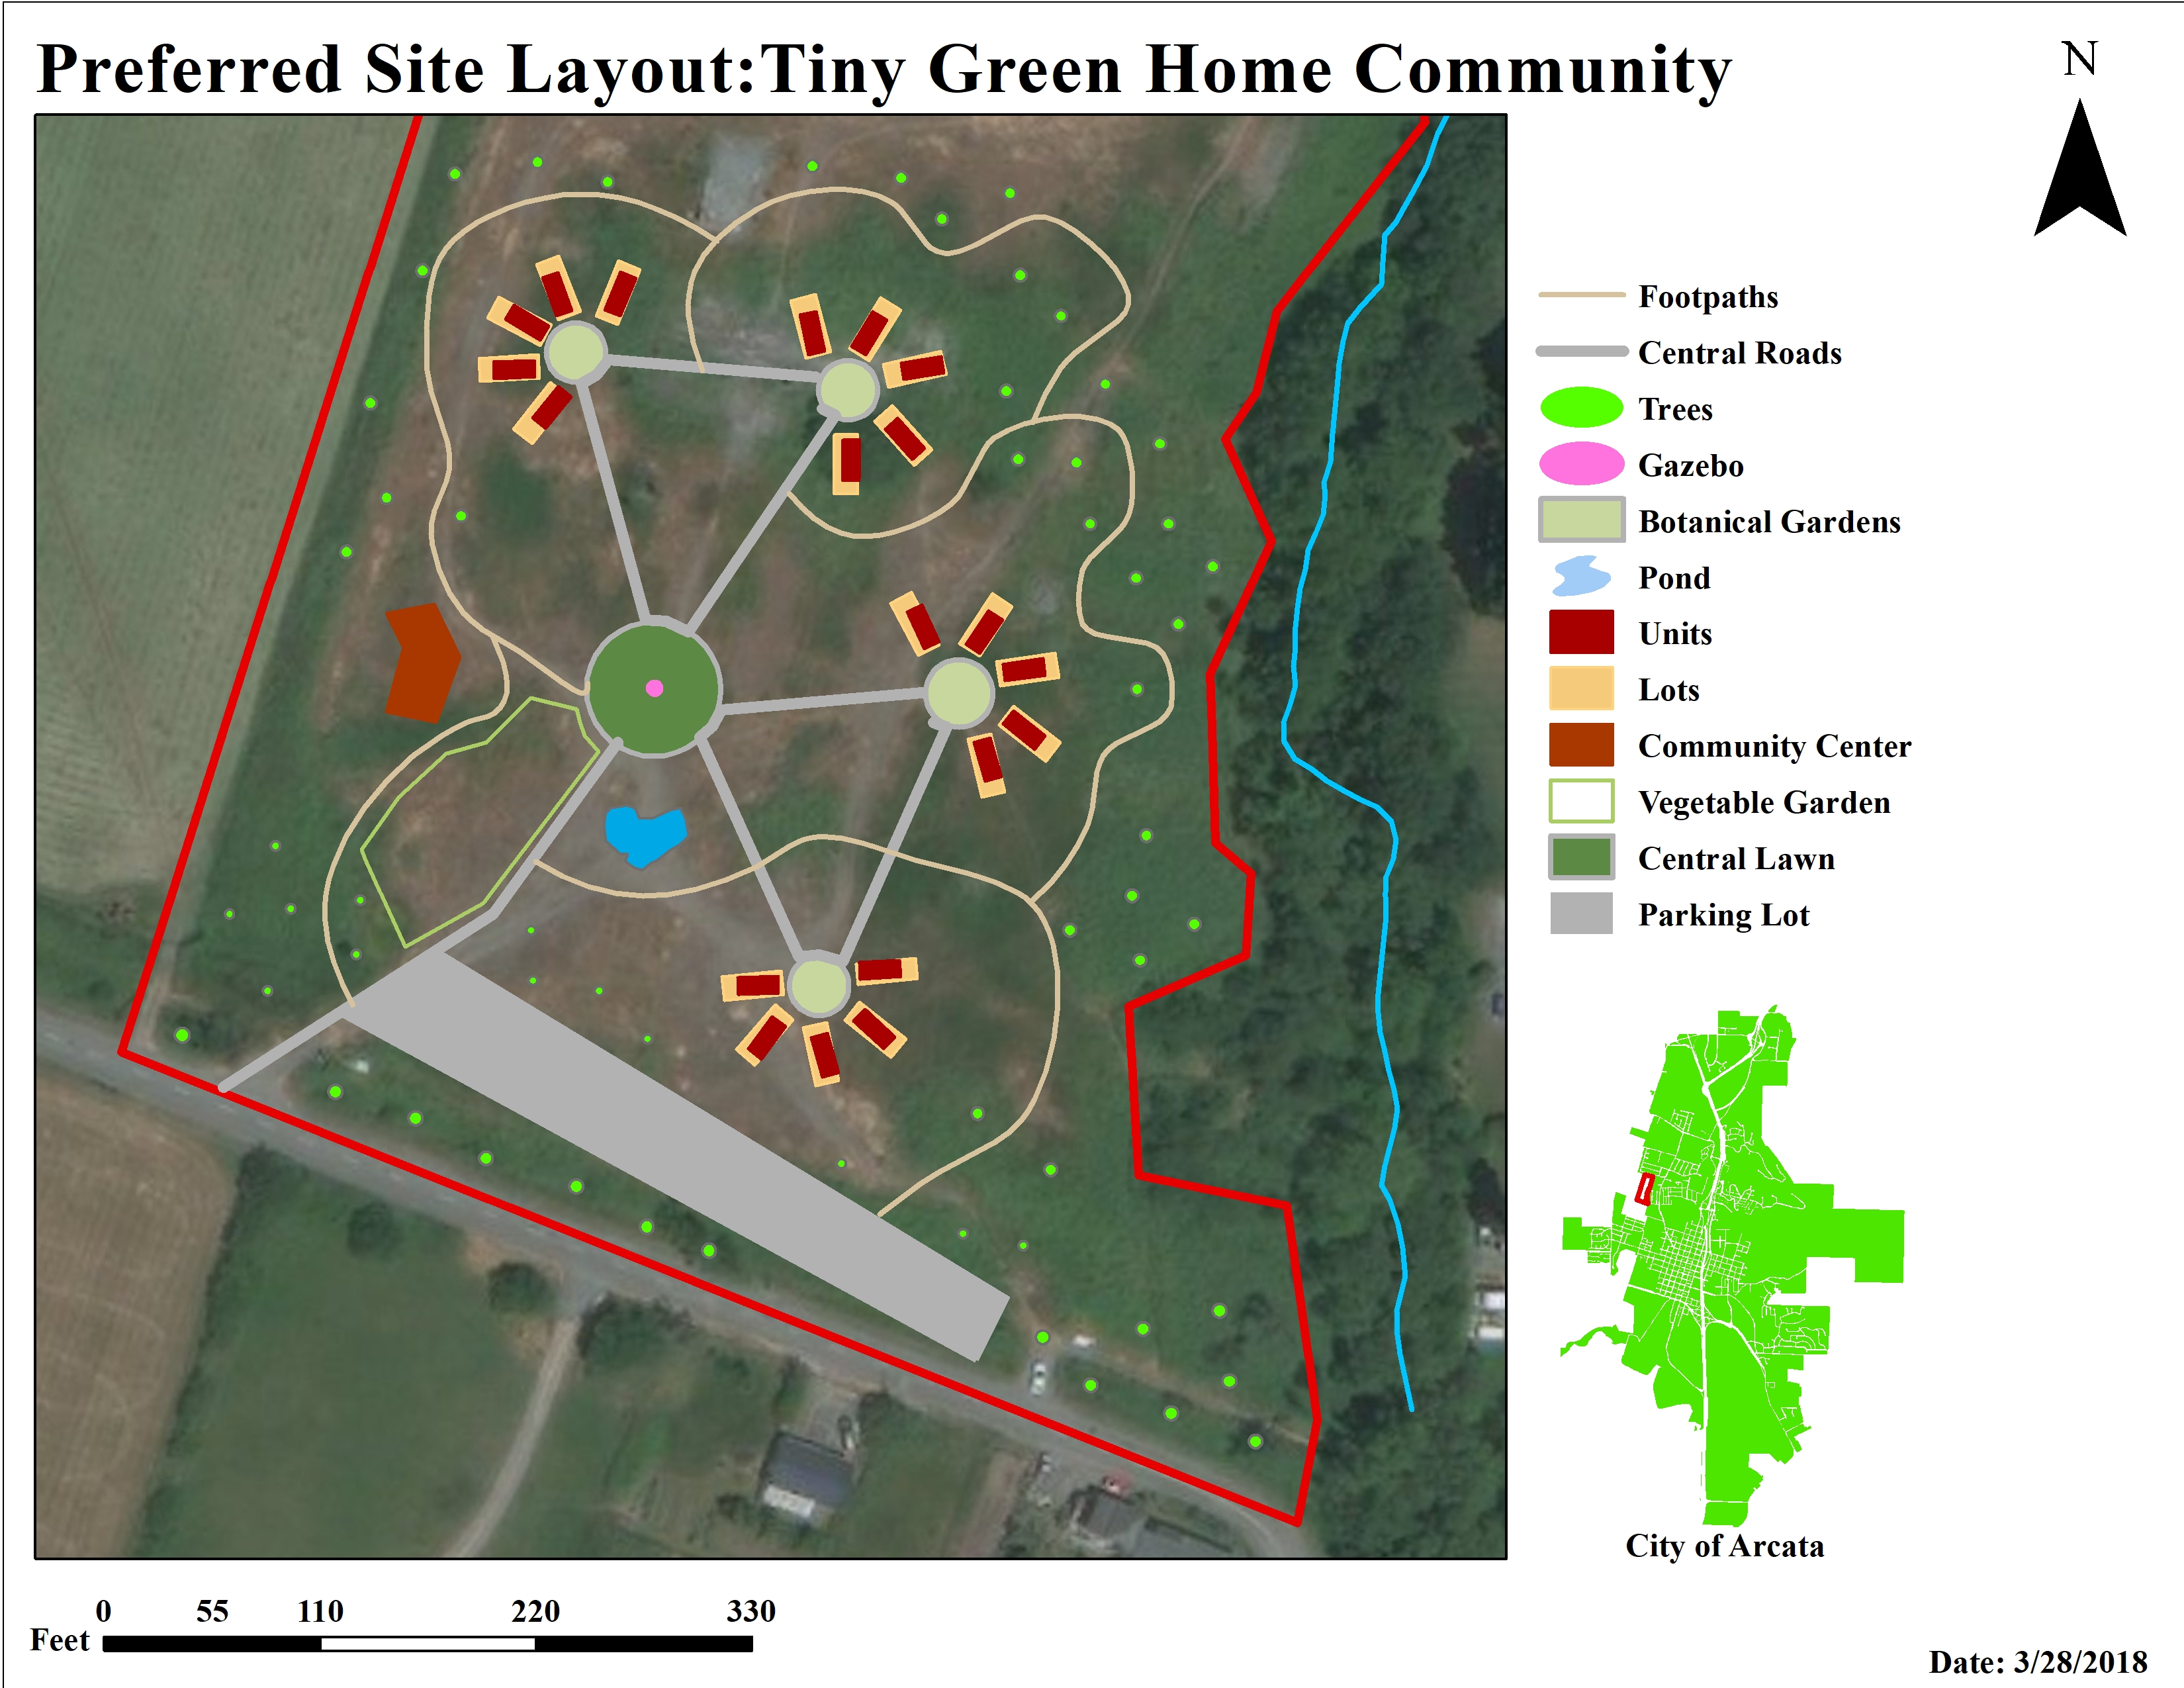 Preferred Site Layout:Tiny Green Home Community
N
Footpaths
Central Roads
Trees
Gazebo
Botanical Gardens
Pond
Units
Lots
Community Center
Vegetable Garden
Central Lawn
Parking Lot
City of Arcata
0 55 110 220 330
Feet
Date: 3/28/2018